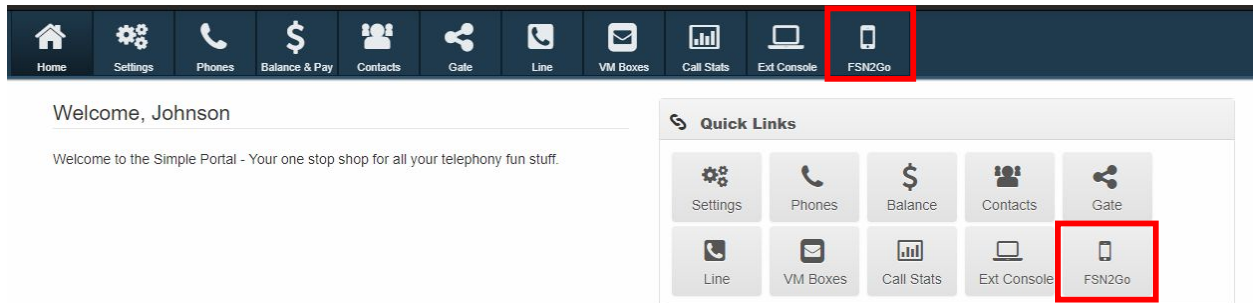 Home Settings Phones Balance & Pay Contacts Gate Line VM Boxes Call Stats Ext Console FSN2Go
Welcome, Johnson
Welcome to the Simple Portal - Your one stop shop for all your telephony fun stuff.
Quick Links
Settings Phones Balance Contacts Gate
Line VM Boxes Call Stats Ext Console FSN2Go